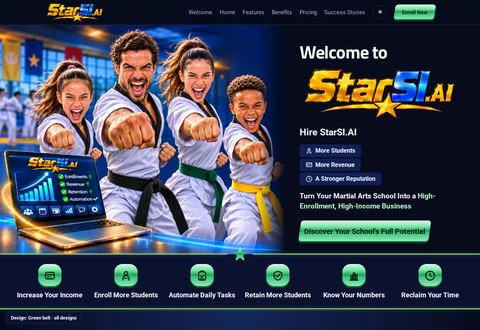 StarSI.AI
Welcome
Home
Features
Benefits
Pricing
Success Stories
Enroll Now
Welcome to
StarSI.AI
Hire StarSI.AI
More Students
More Revenue
A Stronger Reputation
Turn Your Martial Arts School Into a High-
Enrollment, High-Income Business
Discover Your School's Full Potential
StarSI.AI
Enrollments
Revenue
Retention
Automation
Increase Your Income
Enroll More Students
Automate Daily Tasks
Retain More Students
Know Your Numbers
Reclaim Your Time
Design: Green belt · all designs